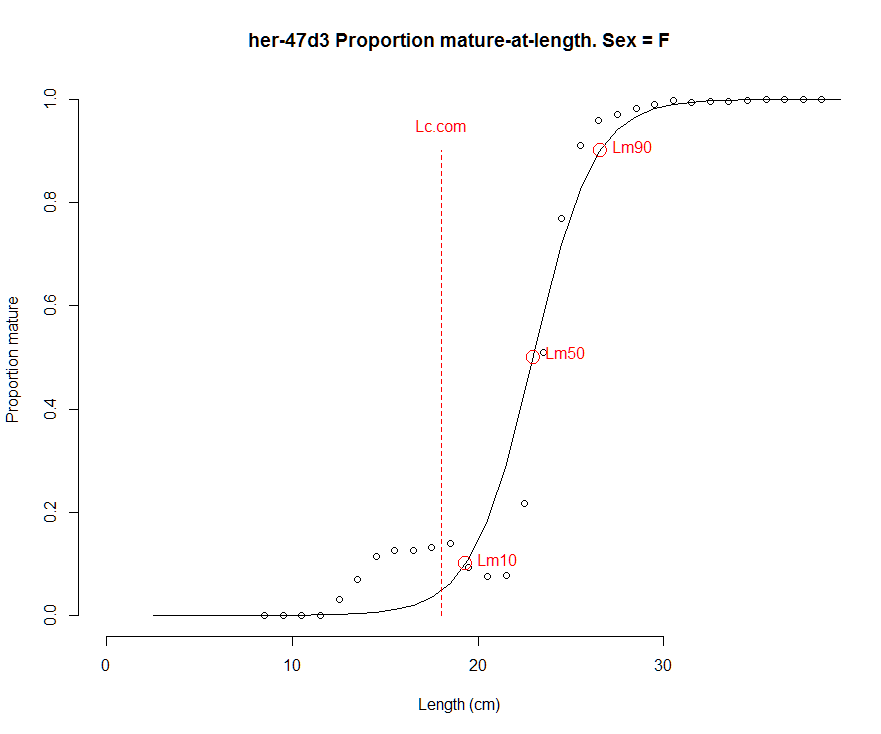 her-47d3 Proportion mature-at-length. Sex = F
Lc.com
Lm90
Lm50
Lm10
Proportion mature
1.0
0.8
0.6
0.4
0.2
0.0
0 10 20 30
Length (cm)